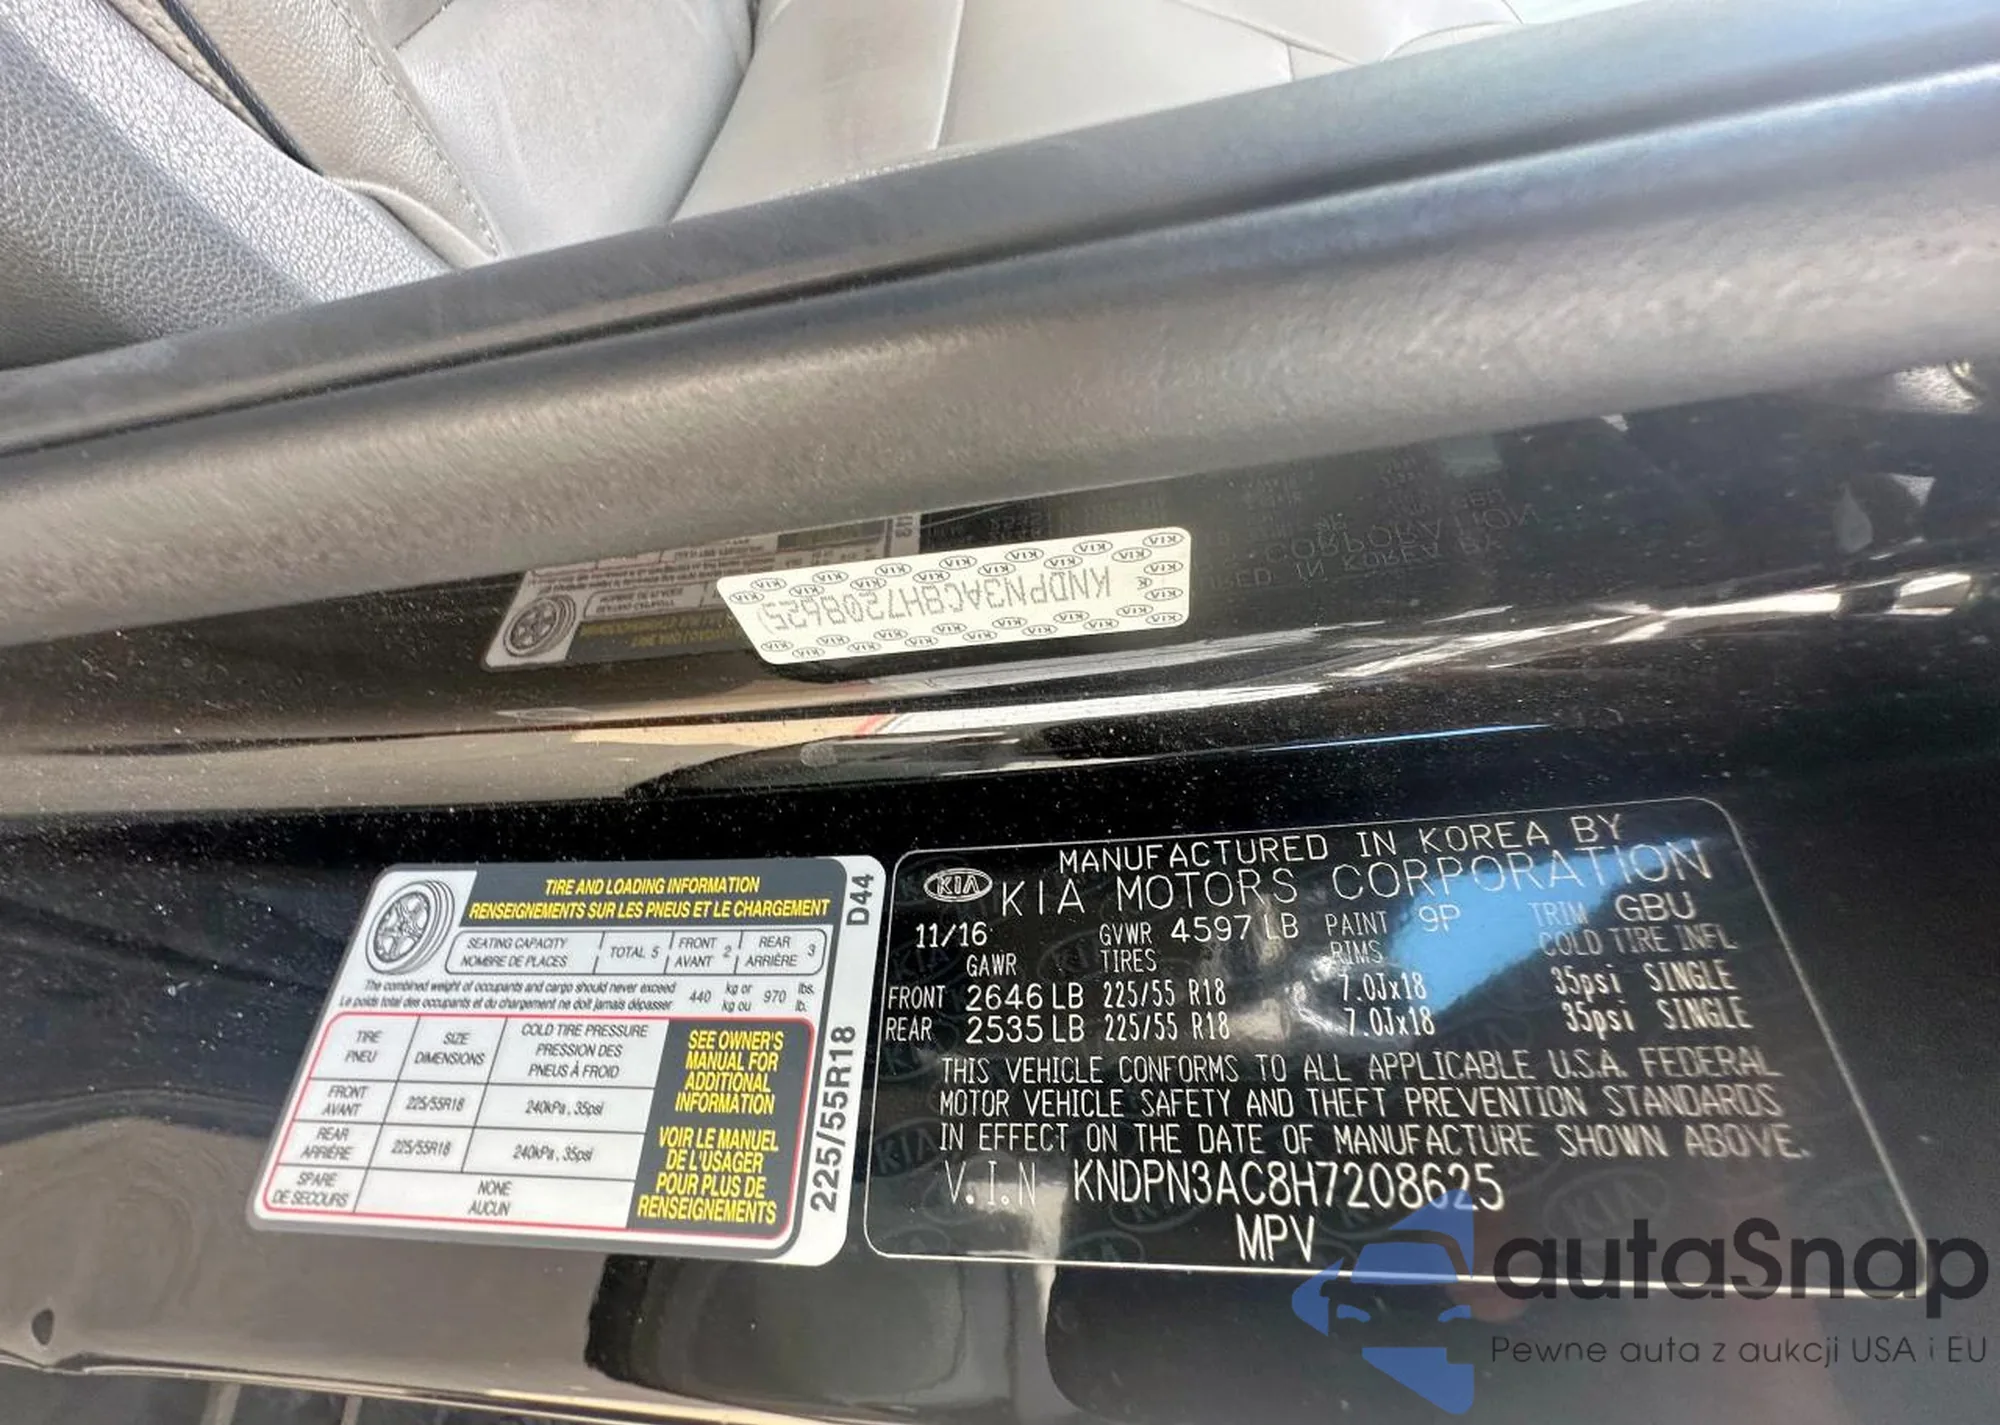 KNDPN3AC8H7208625
TIRE AND LOADING INFORMATION
RENSEIGNEMENTS SUR LES PNEUS ET LE CHARGEMENT
SEATING CAPACITY
NOMBRE DE PLACES
TOTAL 5
FRONT
AVANT
2
REAR
ARRIÈRE
3
The combined weight of occupants and cargo should never exceed
Le poids total des occupants et du chargement ne doit jamais dépasser
440
kg or
kg ou
970
lbs.
lb.
TIRE
PNEU
SIZE
DIMENSIONS
COLD TIRE PRESSURE
PRESSION DES
PNEUS À FROID
FRONT
AVANT
225/55R18
240kPa, 35psi
REAR
ARRIÈRE
225/55R18
240kPa, 35psi
SPARE
DE SECOURS
NONE
AUCUN
SEE OWNER'S
MANUAL FOR
ADDITIONAL
INFORMATION
VOIR LE MANUEL
DE L'USAGER
POUR PLUS DE
RENSEIGNEMENTS
D44
225/55R18
MANUFACTURED IN KOREA BY
KIA KIA MOTORS CORPORATION
11/16 GVWR 4597 LB PAINT 9P TRIM GBU
GAWR TIRES RIMS COLD TIRE INFL
FRONT 2646 LB 225/55 R18 7.0Jx18 35psi SINGLE
REAR 2535 LB 225/55 R18 7.0Jx18 35psi SINGLE
THIS VEHICLE CONFORMS TO ALL APPLICABLE U.S.A. FEDERAL
MOTOR VEHICLE SAFETY AND THEFT PREVENTION STANDARDS
IN EFFECT ON THE DATE OF MANUFACTURE SHOWN ABOVE.
V.I.N KNDPN3AC8H7208625
MPV
autaSnap
Pewne auta z aukcji USA i EU